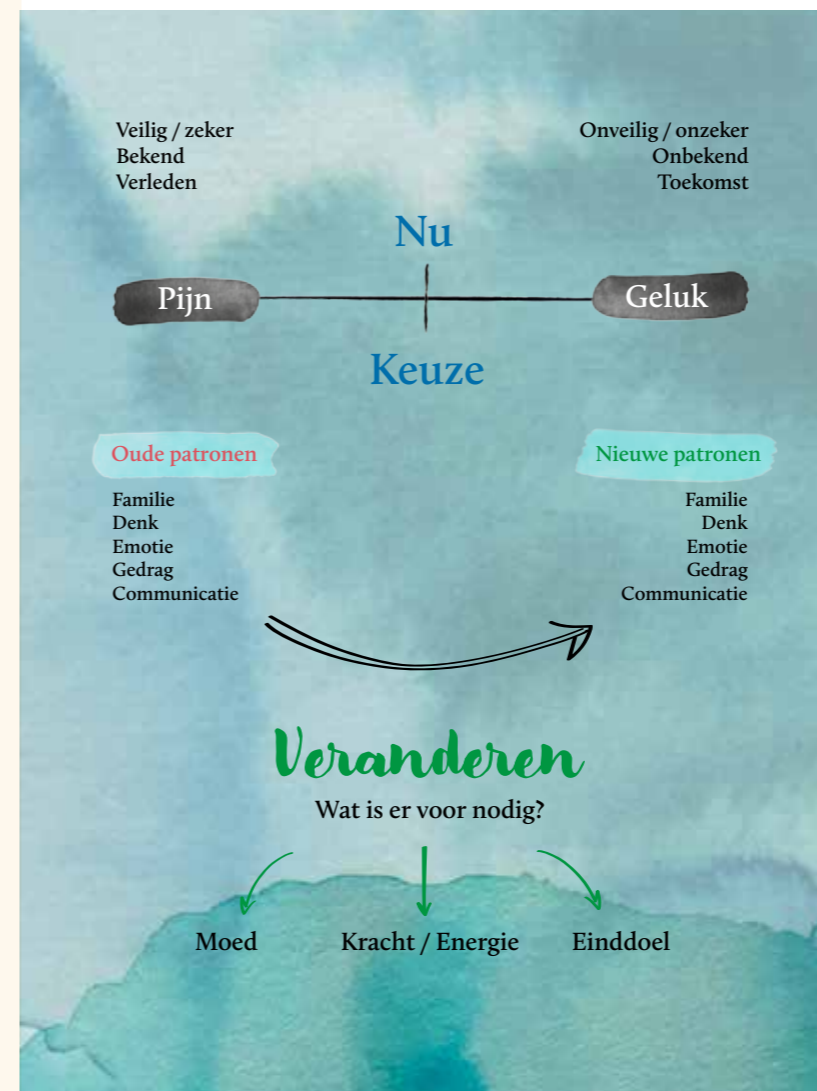 Veilig / zeker
Bekend
Verleden
Onveilig / onzeker
Onbekend
Toekomst
Nu
Pijn
Geluk
Keuze
Oude patronen
Familie
Denk
Emotie
Gedrag
Communicatie
Nieuwe patronen
Familie
Denk
Emotie
Gedrag
Communicatie
Veranderen
Wat is er voor nodig?
Moed
Kracht / Energie
Einddoel